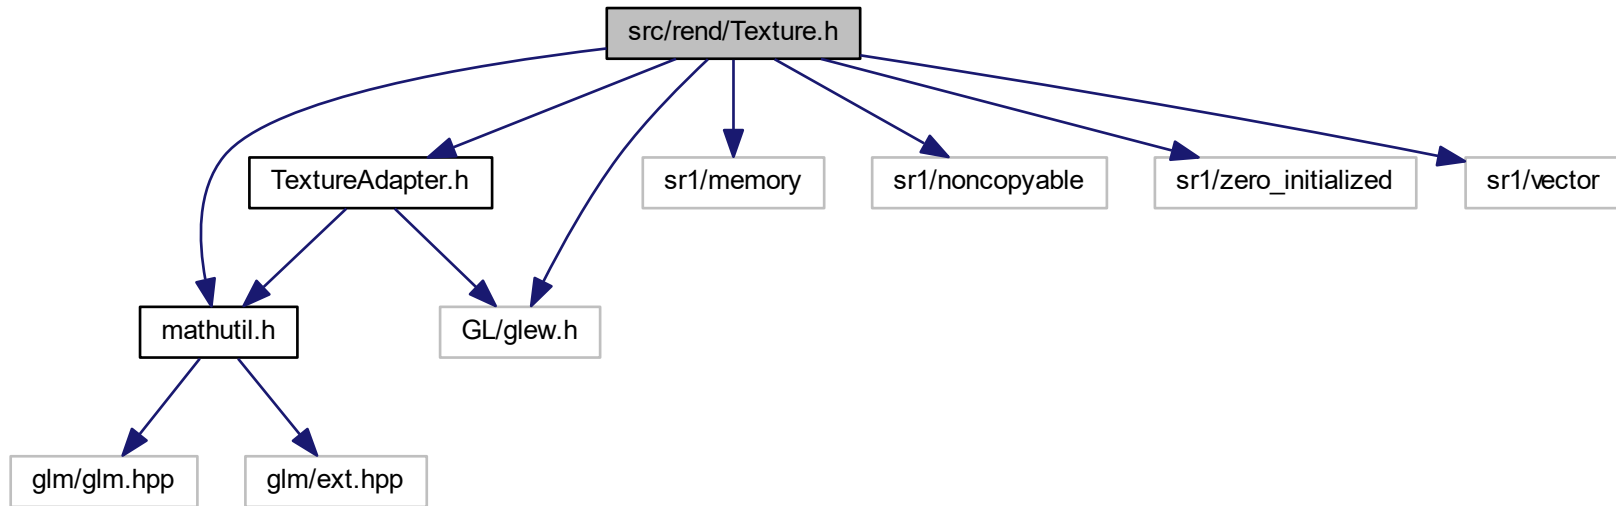 src/rend/Texture.h
TextureAdapter.h
sr1/memory
sr1/noncopyable
sr1/zero_initialized
sr1/vector
mathutil.h
GL/glew.h
glm/glm.hpp
glm/ext.hpp